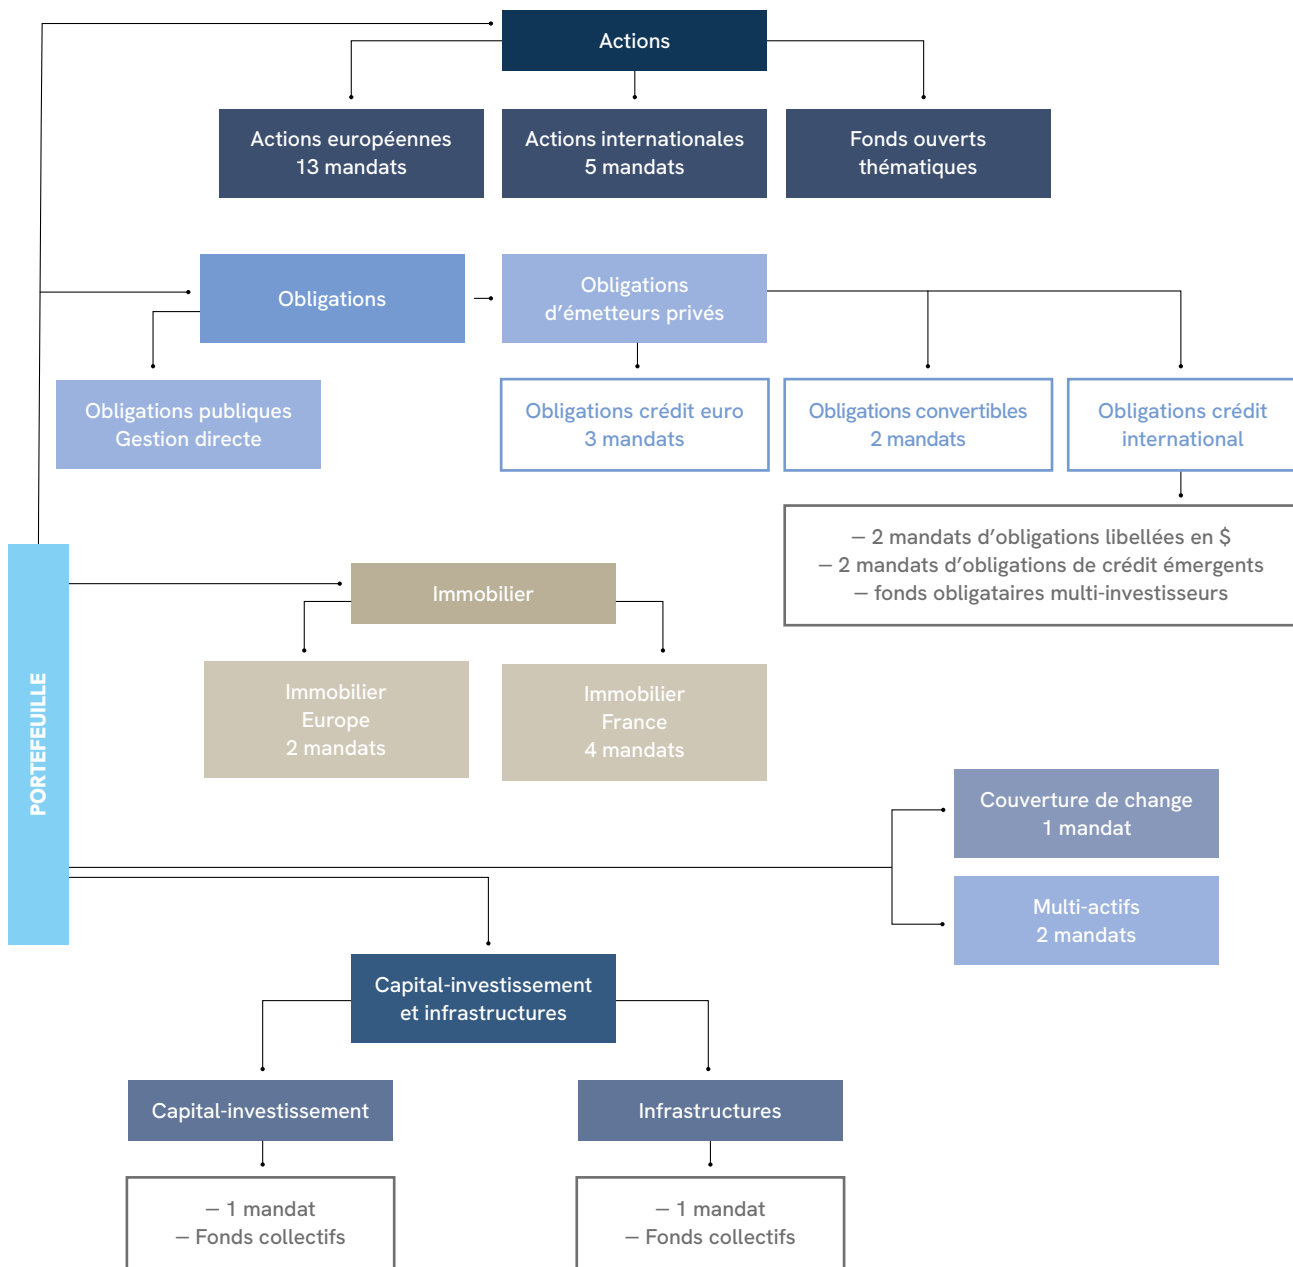 Actions
Actions européennes
13 mandats
Actions internationales
5 mandats
Fonds ouverts
thématiques
Obligations
Obligations
d’émetteurs privés
Obligations publiques
Gestion directe
Obligations crédit euro
3 mandats
Obligations convertibles
2 mandats
Obligations crédit
international
— 2 mandats d’obligations libellées en $
— 2 mandats d’obligations de crédit émergents
— fonds obligataires multi-investisseurs
PORTEFEUILLE
Immobilier
Immobilier
Europe
2 mandats
Immobilier
France
4 mandats
Couverture de change
1 mandat
Multi-actifs
2 mandats
Capital-investissement
et infrastructures
Capital-investissement
Infrastructures
— 1 mandat
— Fonds collectifs
— 1 mandat
— Fonds collectifs